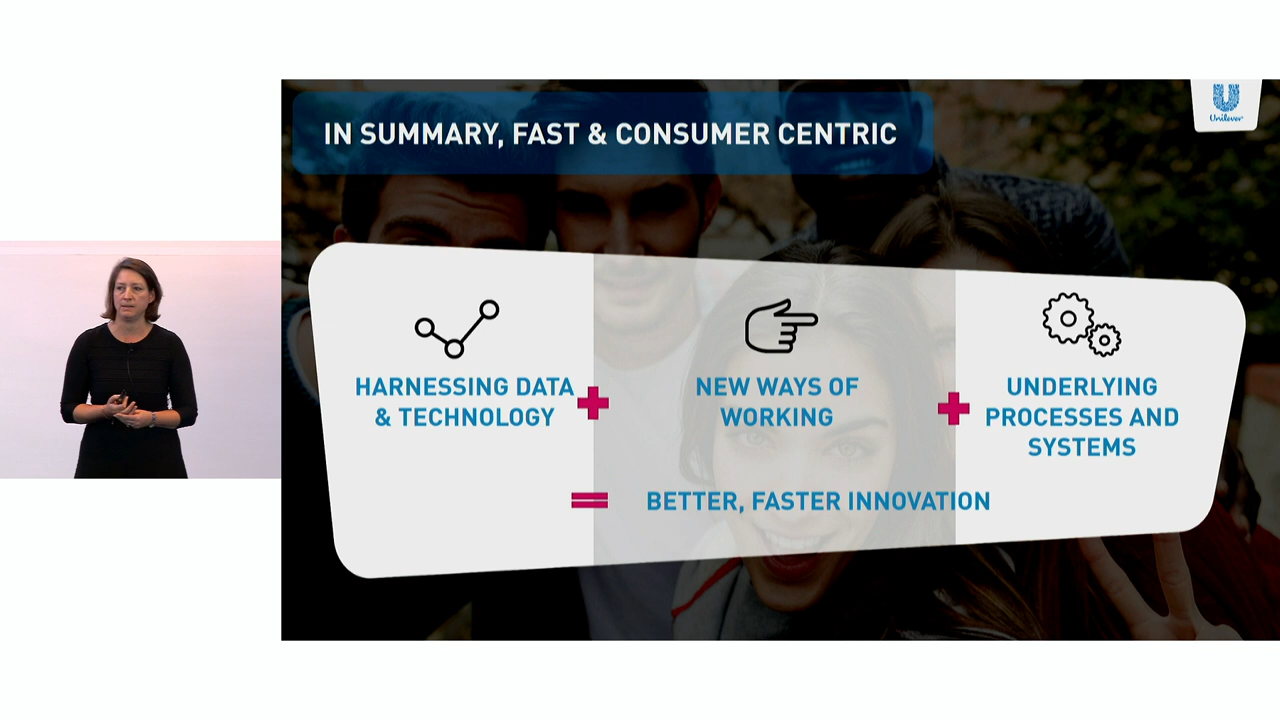 IN SUMMARY, FAST & CONSUMER CENTRIC
Unilever
HARNESSING DATA
& TECHNOLOGY
NEW WAYS OF
WORKING
UNDERLYING
PROCESSES AND
SYSTEMS
BETTER, FASTER INNOVATION